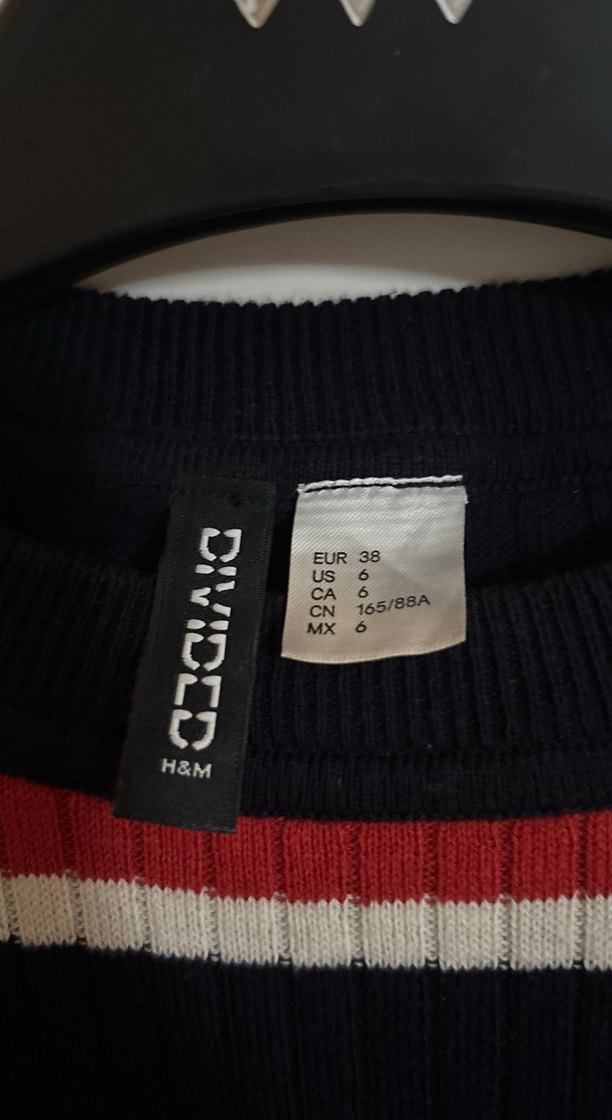 DIVIDED
H&M
EUR 38
US 6
CA 6
CN 165/88A
MX 6